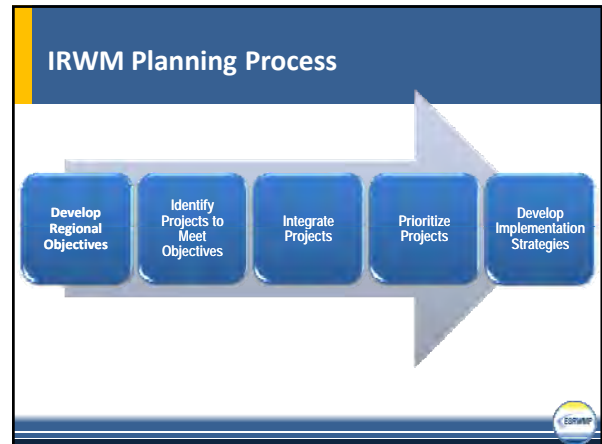 IRWM Planning Process
Develop
Regional
Objectives
Identify
Projects to
Meet
Objectives
Integrate
Projects
Prioritize
Projects
Develop
Implementation
Strategies